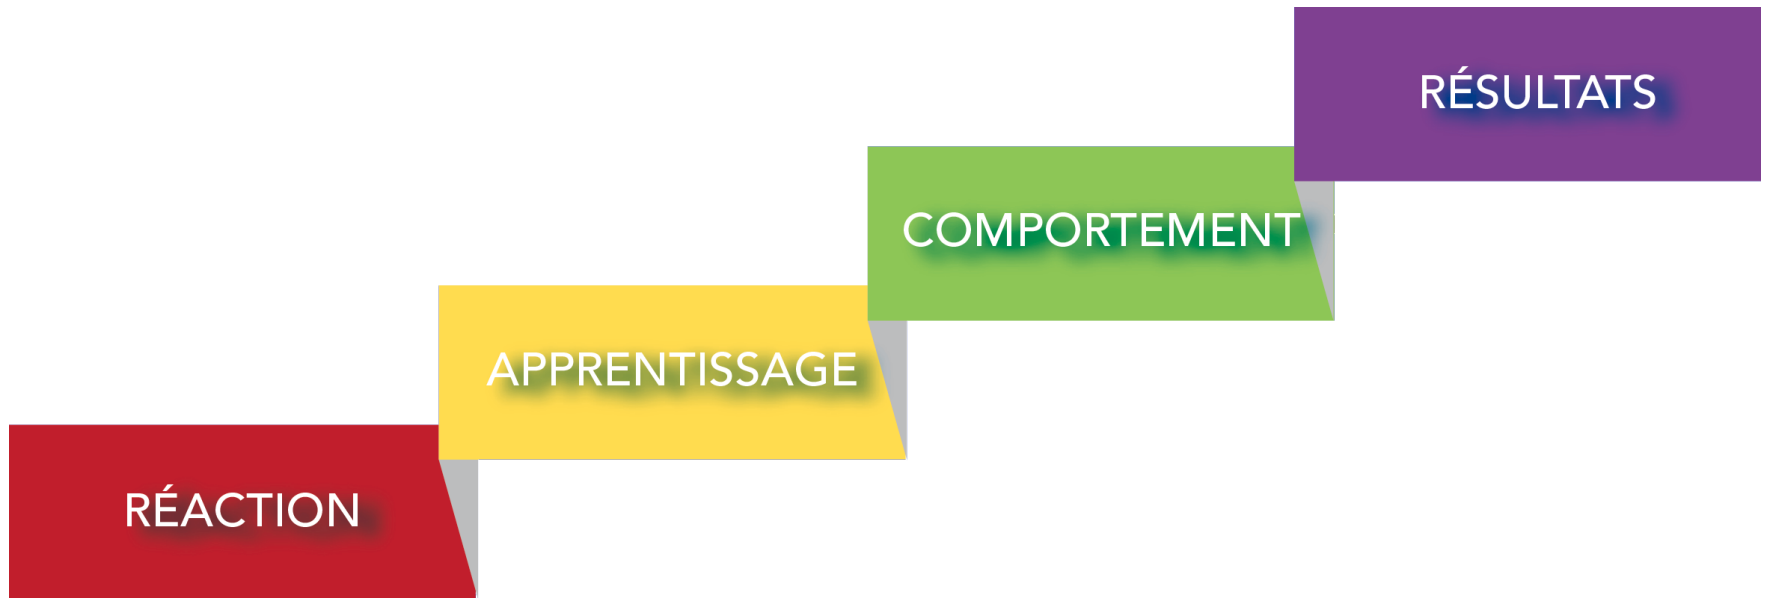 RÉSULTATS
COMPORTEMENT
APPRENTISSAGE
RÉACTION